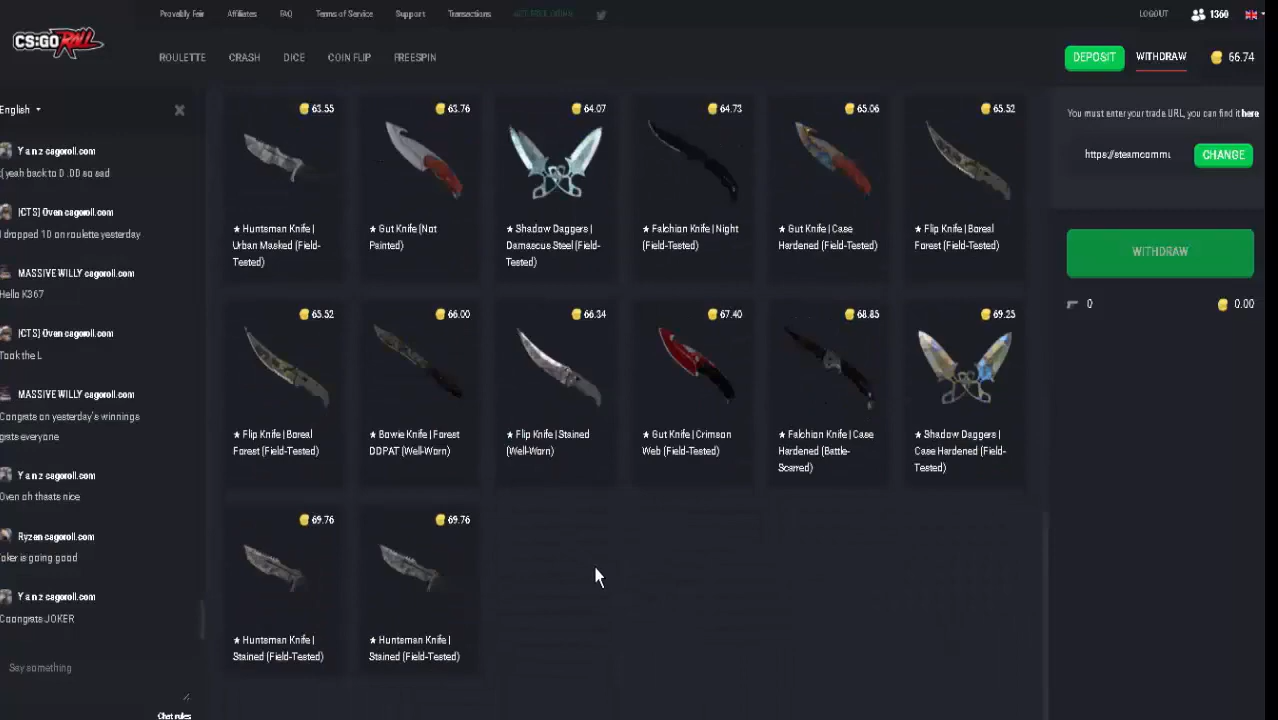 Provably Fair
Affiliates
FAQ
Terms of Service
Support
Transactions
GET FREE COINS
LOGOUT
1360
CS:GO ROLL
ROULETTE
CRASH
DICE
COIN FLIP
FREESPIN
DEPOSIT
WITHDRAW
66.74
English
Y a n z csgoroll.com
:( yeah back to 0 .00 so sad
[CTS] Oven csgoroll.com
I dropped 10 on roulette yesterday
MASSIVE WILLY csgoroll.com
Hello K367
[CTS] Oven csgoroll.com
Took the L
MASSIVE WILLY csgoroll.com
Congrats on yesterday's winnings
grats everyone
Y a n z csgoroll.com
Oven oh thaats nice
Ryzen csgoroll.com
oker is going good
Y a n z csgoroll.com
Coongrats JOKER
Say something
Chat rules
63.55
★ Huntsman Knife |
Urban Masked (Field-
Tested)
63.76
★ Gut Knife (Not
Painted)
64.07
★ Shadow Daggers |
Damascus Steel (Field-
Tested)
64.73
★ Falchion Knife | Night
(Field-Tested)
65.06
★ Gut Knife | Case
Hardened (Field-Tested)
65.52
★ Flip Knife | Boreal
Forest (Field-Tested)
65.52
★ Flip Knife | Boreal
Forest (Field-Tested)
66.00
★ Bowie Knife | Forest
DDPAT (Well-Worn)
66.34
★ Flip Knife | Stained
(Well-Worn)
67.40
★ Gut Knife | Crimson
Web (Field-Tested)
68.85
★ Falchion Knife | Case
Hardened (Battle-
Scarred)
69.25
★ Shadow Daggers |
Case Hardened (Field-
Tested)
69.76
★ Huntsman Knife |
Stained (Field-Tested)
69.76
★ Huntsman Knife |
Stained (Field-Tested)
You must enter your trade URL, you can find it here
https://steamcommu
CHANGE
WITHDRAW
0
0.00